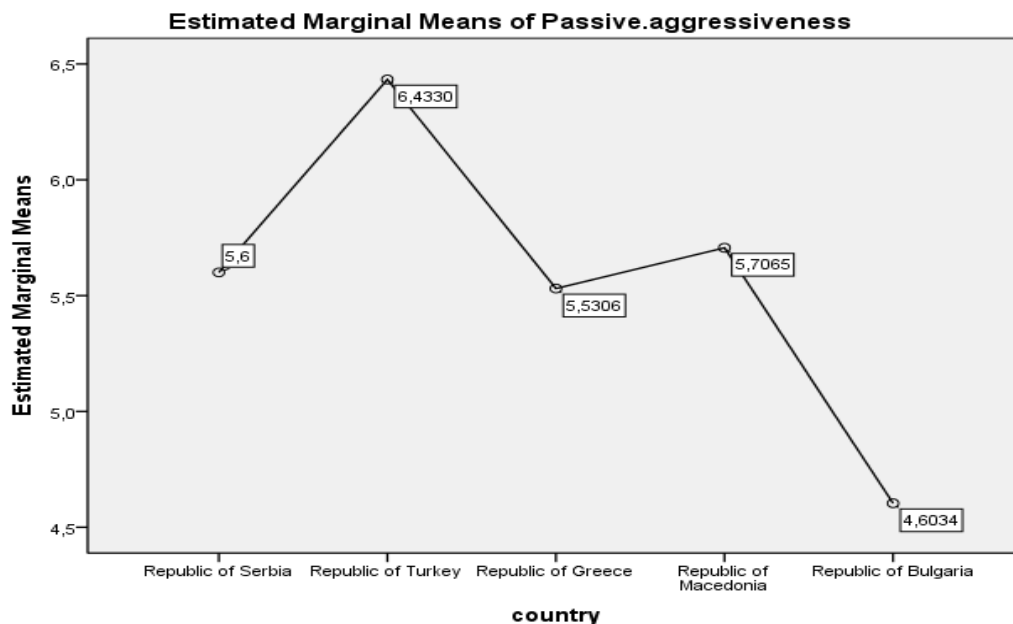 Estimated Marginal Means of Passive.aggressiveness
Estimated Marginal Means
6,5
6,0
5,5
5,0
4,5
5,6
6,4330
5,5306
5,7065
4,6034
Republic of Serbia
Republic of Turkey
Republic of Greece
Republic of
Macedonia
Republic of Bulgaria
country